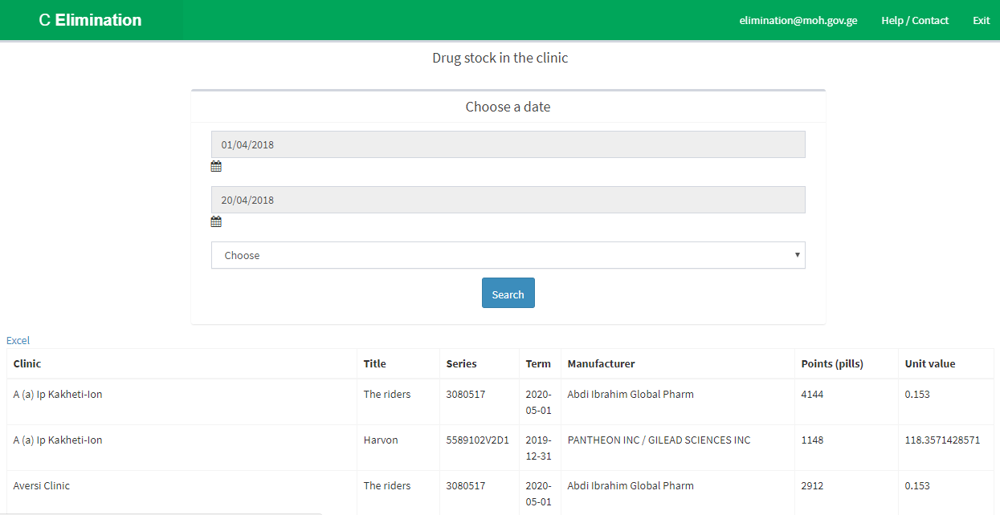 C Elimination
elimination@moh.gov.ge Help / Contact Exit
Drug stock in the clinic
Choose a date
01/04/2018
20/04/2018
Choose
Search
Excel
Clinic Title Series Term Manufacturer Points (pills) Unit value
A (a) Ip Kakheti-Ion The riders 3080517 2020- Abdi Ibrahim Global Pharm 4144 0.153
05-01
A (a) Ip Kakheti-Ion Harvon 5589102V2D1 2019- PANTHEON INC / GILEAD SCIENCES INC 1148 118.3571428571
12-31
Aversi Clinic The riders 3080517 2020- Abdi Ibrahim Global Pharm 2912 0.153
05-01